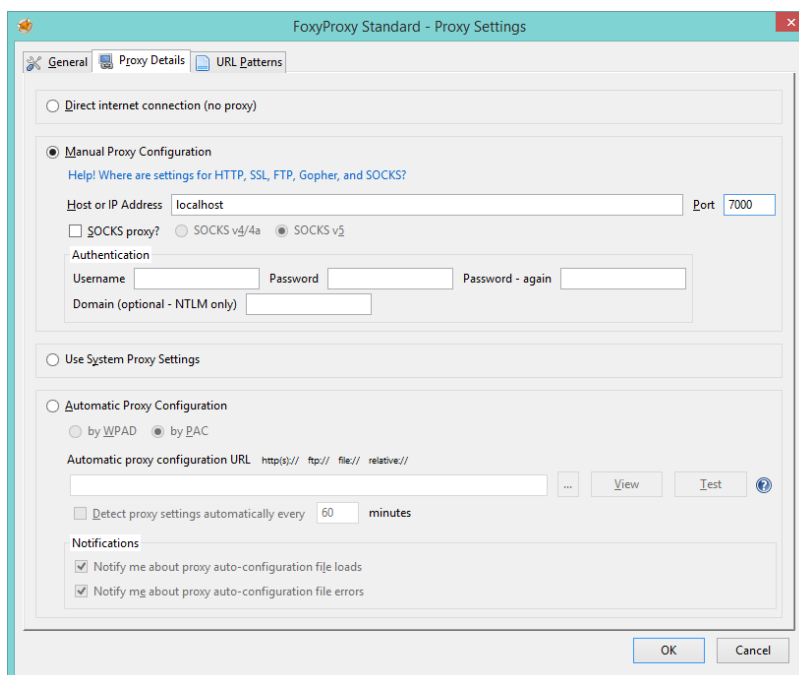 FoxyProxy Standard - Proxy Settings
General Proxy Details URL Patterns
Direct internet connection (no proxy)
Manual Proxy Configuration
Help! Where are settings for HTTP, SSL, FTP, Gopher, and SOCKS?
Host or IP Address localhost Port 7000
SOCKS proxy? SOCKS v4/4a SOCKS v5
Authentication
Username Password Password - again
Domain (optional - NTLM only)
Use System Proxy Settings
Automatic Proxy Configuration
by WPAD by PAC
Automatic proxy configuration URL http(s):// ftp:// file:// relative://
... View Test ?
Detect proxy settings automatically every 60 minutes
Notifications
Notify me about proxy auto-configuration file loads
Notify me about proxy auto-configuration file errors
OK Cancel